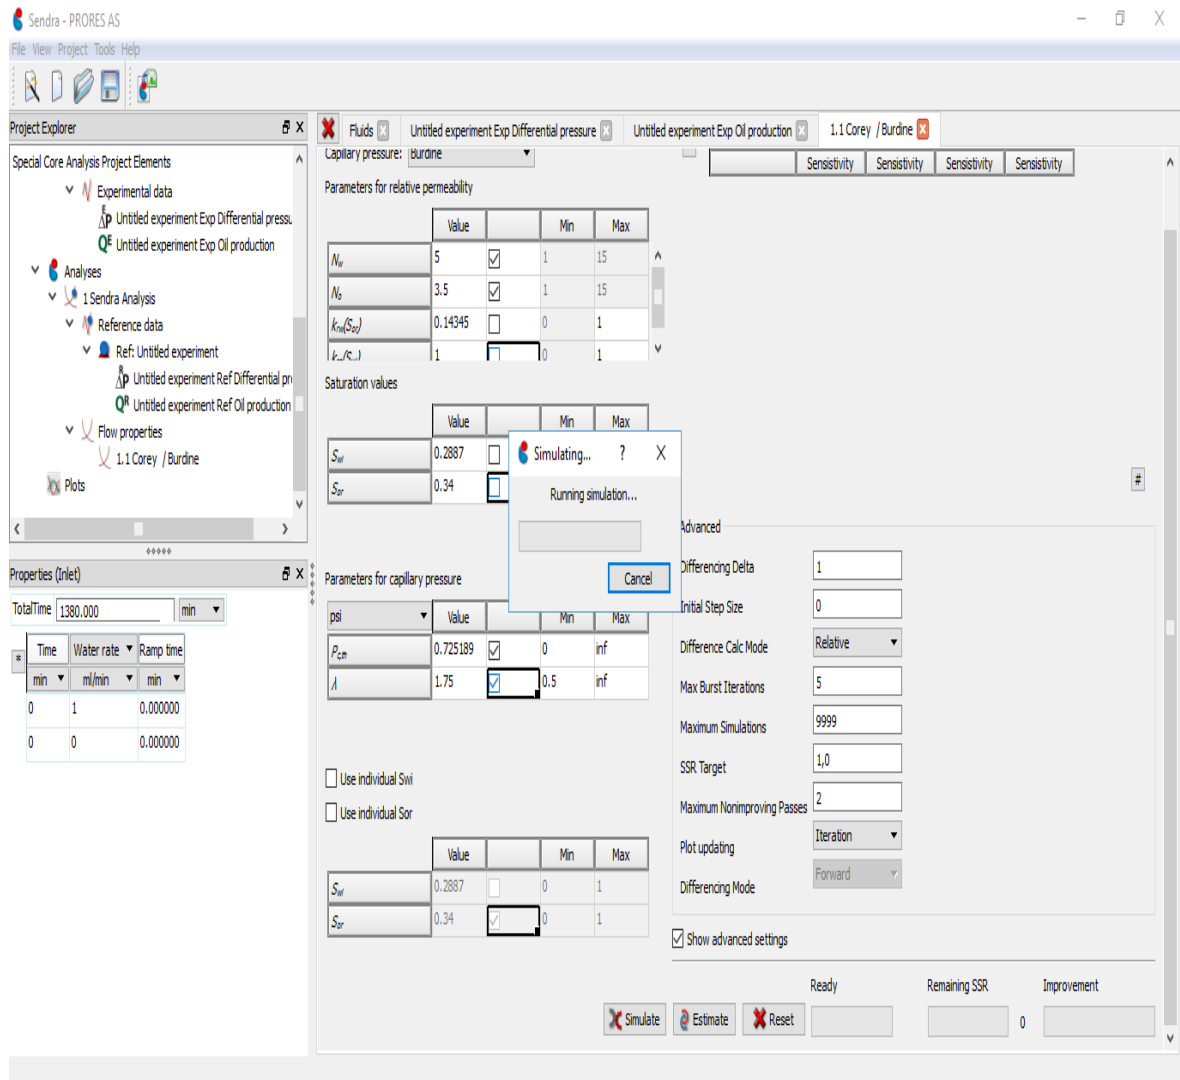 Sendra - PRORES AS
File View Project Tools Help
Project Explorer
Special Core Analysis Project Elements
Experimental data
Untitled experiment Exp Differential pressu
Untitled experiment Exp Oil production
Analyses
1 Sendra Analysis
Reference data
Ref: Untitled experiment
Untitled experiment Ref Differential pr
Untitled experiment Ref Oil production
Flow properties
1.1 Corey / Burdine
Plots
Properties (Inlet)
TotalTime 1380.000 min
* Time Water rate Ramp time
min ml/min min
0 1 0.000000
0 0 0.000000
Fluids Untitled experiment Exp Differential pressure Untitled experiment Exp Oil production 1.1 Corey / Burdine
Capillary pressure: Burdine
Sensistivity Sensistivity Sensistivity Sensistivity
Parameters for relative permeability
Value Min Max
Nw 5 1 15
No 3.5 1 15
krw(Sor) 0.14345 0 1
1 0 1
Saturation values
Value Min Max
Swi 0.2887
Sor 0.34
Simulating... ? X
Running simulation...
Cancel
Parameters for capillary pressure
psi Value Min Max
Pc,th 0.725189 0 inf
λ 1.75 0.5 inf
Use individual Swi
Use individual Sor
Value Min Max
Swi 0.2887 0 1
Sor 0.34 0 1
#
Advanced
Differencing Delta 1
Initial Step Size 0
Difference Calc Mode Relative
Max Burst Iterations 5
Maximum Simulations 9999
SSR Target 1,0
Maximum Nonimproving Passes 2
Plot updating Iteration
Differencing Mode Forward
Show advanced settings
Ready Remaining SSR Improvement
Simulate Estimate Reset 0